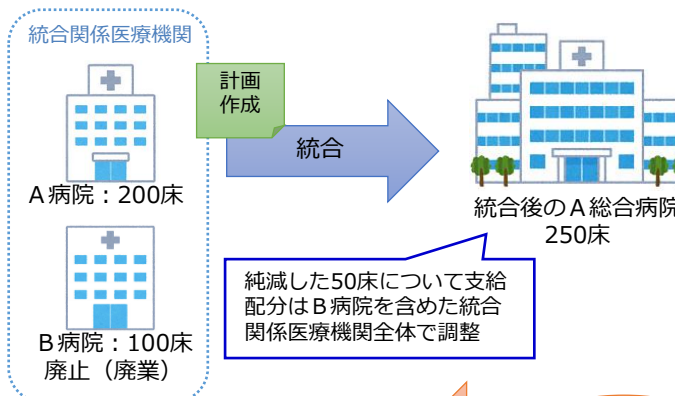 統合関係医療機関
計画
作成
A病院：200床
統合
統合後のA総合病院
250床
純減した50床について支給
配分はB病院を含めた統合
関係医療機関全体で調整
B病院：100床
廃止（廃業）